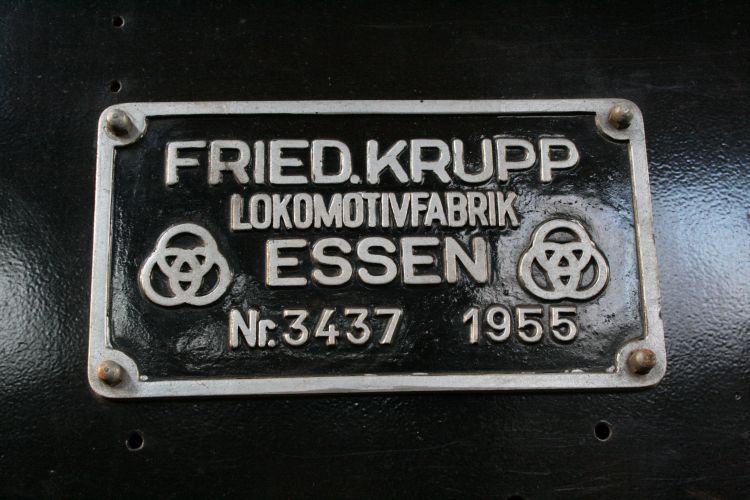 FRIED.KRUPP
LOKOMOTIVFABRIK
ESSEN
Nr.3437 1955